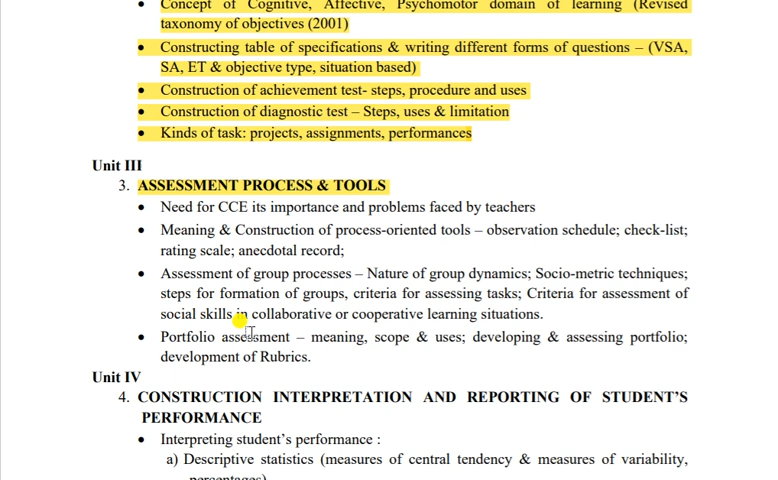 • Concept of Cognitive, Affective, Psychomotor domain of learning (Revised
taxonomy of objectives (2001)
• Constructing table of specifications & writing different forms of questions – (VSA,
SA, ET & objective type, situation based)
• Construction of achievement test- steps, procedure and uses
• Construction of diagnostic test – Steps, uses & limitation
• Kinds of task: projects, assignments, performances
Unit III
3. ASSESSMENT PROCESS & TOOLS
• Need for CCE its importance and problems faced by teachers
• Meaning & Construction of process-oriented tools – observation schedule; check-list;
rating scale; anecdotal record;
• Assessment of group processes – Nature of group dynamics; Socio-metric techniques;
steps for formation of groups, criteria for assessing tasks; Criteria for assessment of
social skills in collaborative or cooperative learning situations.
• Portfolio assessment – meaning, scope & uses; developing & assessing portfolio;
development of Rubrics.
Unit IV
4. CONSTRUCTION INTERPRETATION AND REPORTING OF STUDENT’S
PERFORMANCE
• Interpreting student’s performance :
a) Descriptive statistics (measures of central tendency & measures of variability,
percentages)